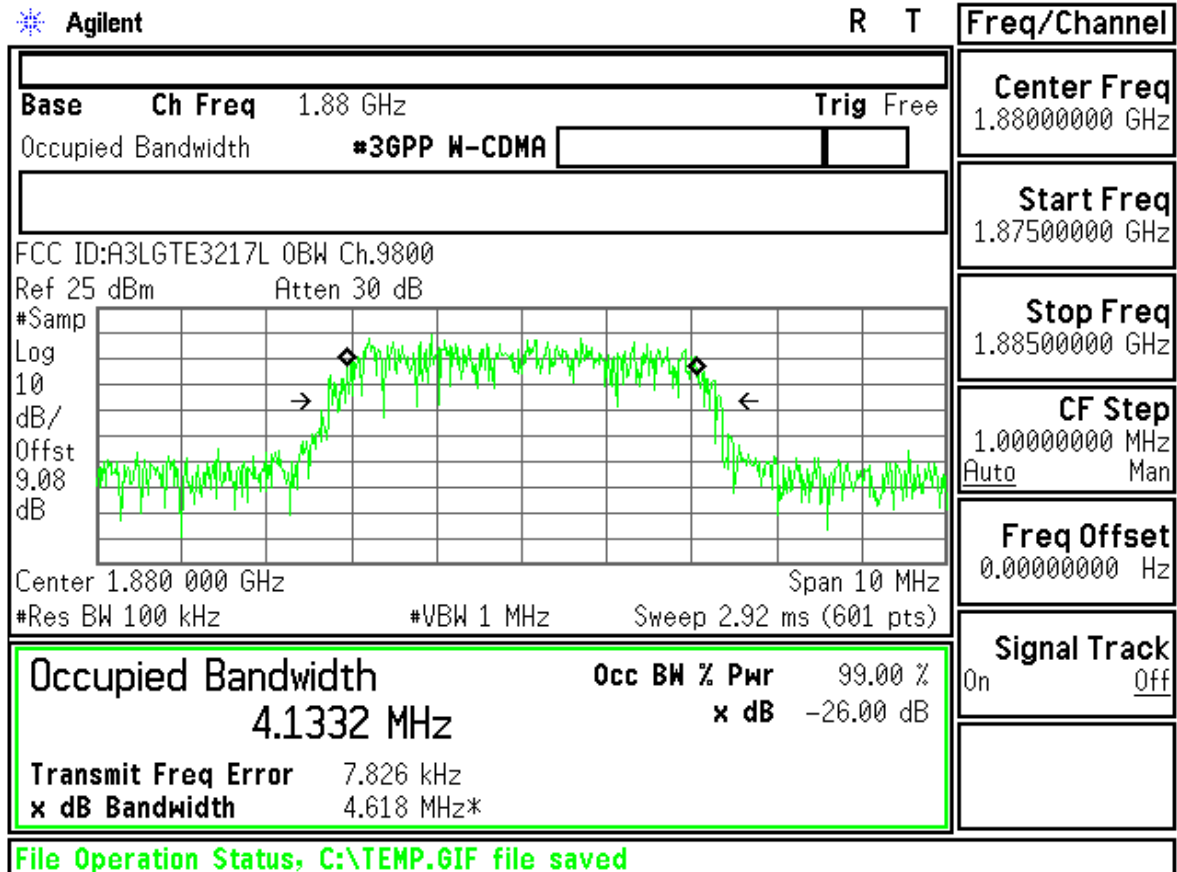 Agilent R T
Freq/Channel
Base Ch Freq 1.88 GHz Trig Free
Occupied Bandwidth #3GPP W-CDMA
FCC ID:A3LGTE3217L OBW Ch.9800
Ref 25 dBm Atten 30 dB
#Samp
Log
10
dB/
Offst
9.08
dB
Center 1.880 000 GHz Span 10 MHz
#Res BW 100 kHz #VBW 1 MHz Sweep 2.92 ms (601 pts)
Occupied Bandwidth
4.1332 MHz
Occ BW % Pwr 99.00 %
x dB -26.00 dB
Transmit Freq Error 7.826 kHz
x dB Bandwidth 4.618 MHz*
File Operation Status, C:\TEMP.GIF file saved
Center Freq
1.88000000 GHz
Start Freq
1.87500000 GHz
Stop Freq
1.88500000 GHz
CF Step
1.00000000 MHz
Auto Man
Freq Offset
0.00000000 Hz
Signal Track
On Off